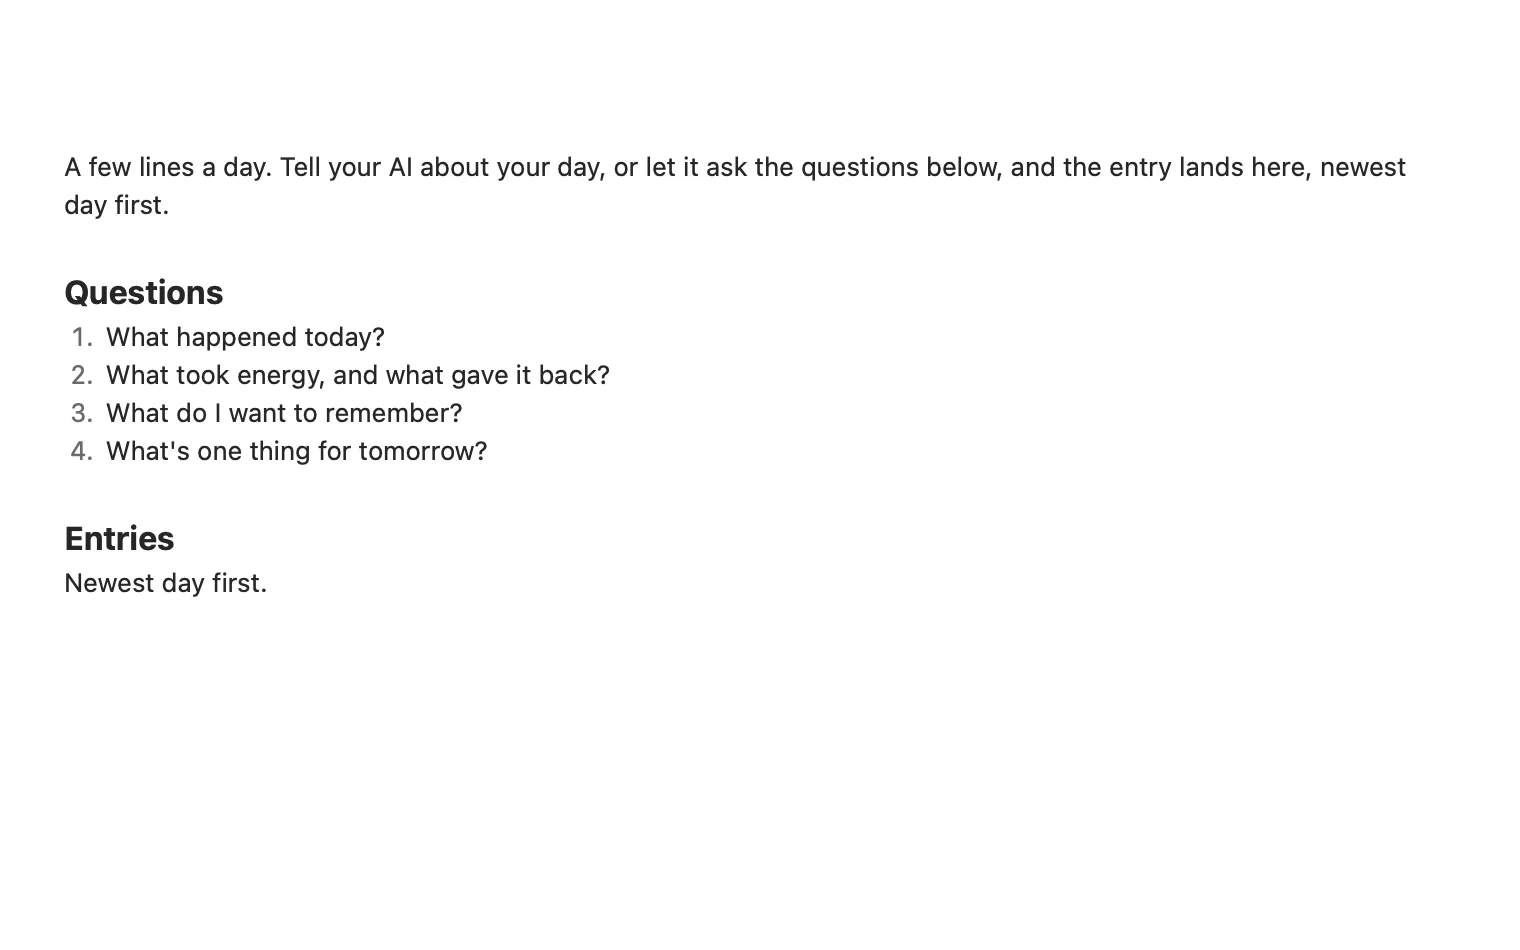 A few lines a day. Tell your AI about your day, or let it ask the questions below, and the entry lands here, newest
day first.
Questions
1. What happened today?
2. What took energy, and what gave it back?
3. What do I want to remember?
4. What's one thing for tomorrow?
Entries
Newest day first.